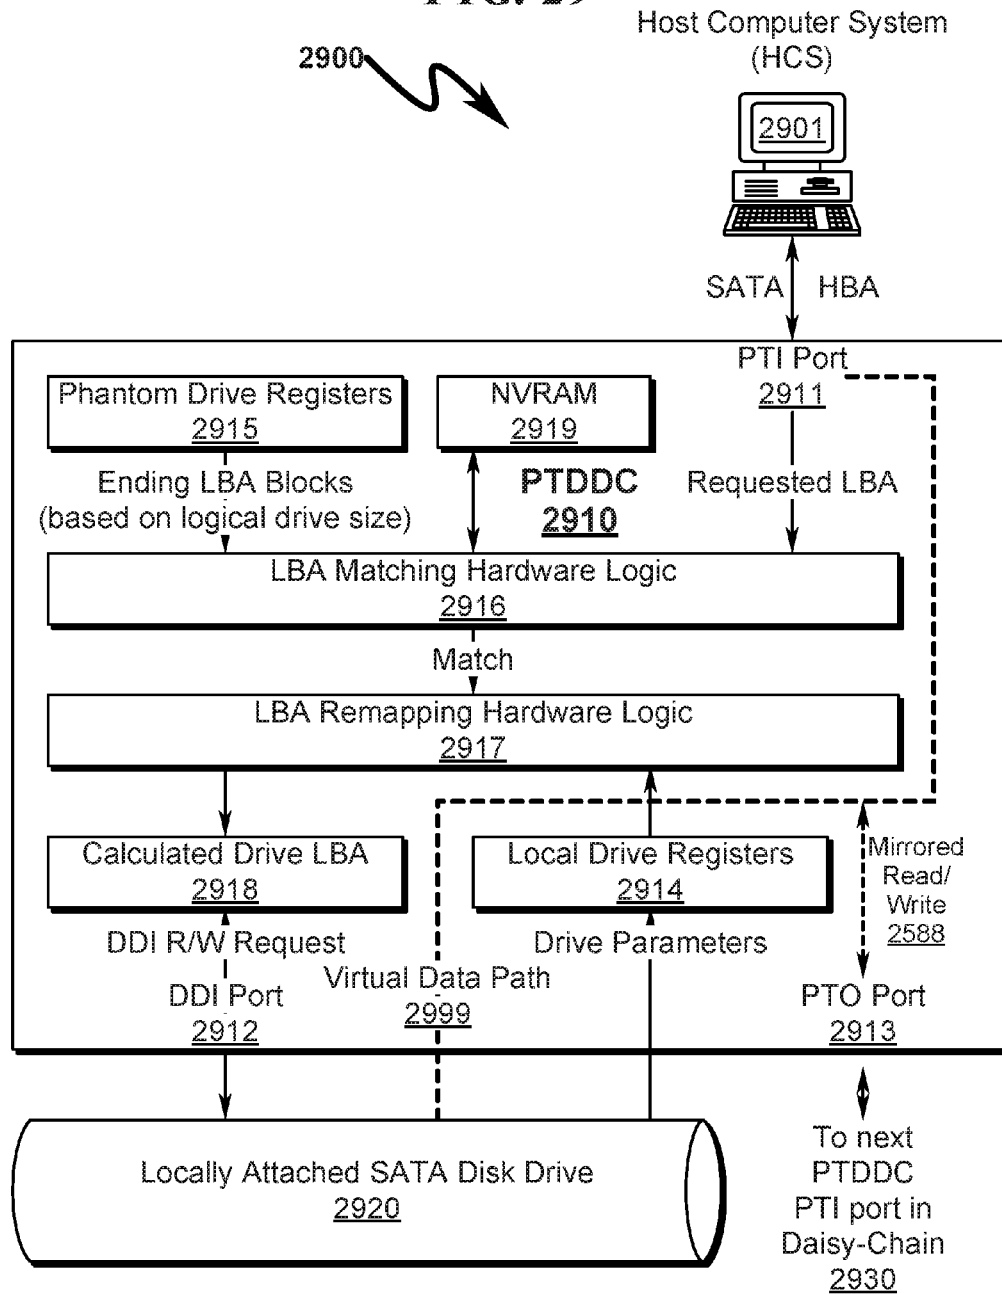 FIG. 29
Host Computer System
(HCS)
2900
2901
SATA HBA
PTI Port
2911
Phantom Drive Registers
2915
NVRAM
2919
Ending LBA Blocks
(based on logical drive size)
PTDDC
2910
Requested LBA
LBA Matching Hardware Logic
2916
Match
LBA Remapping Hardware Logic
2917
Calculated Drive LBA
2918
Local Drive Registers
2914
Mirrored
Read/
Write
2588
DDI R/W Request
Drive Parameters
Virtual Data Path
2999
DDI Port
2912
PTO Port
2913
Locally Attached SATA Disk Drive
2920
To next
PTDDC
PTI port in
Daisy-Chain
2930